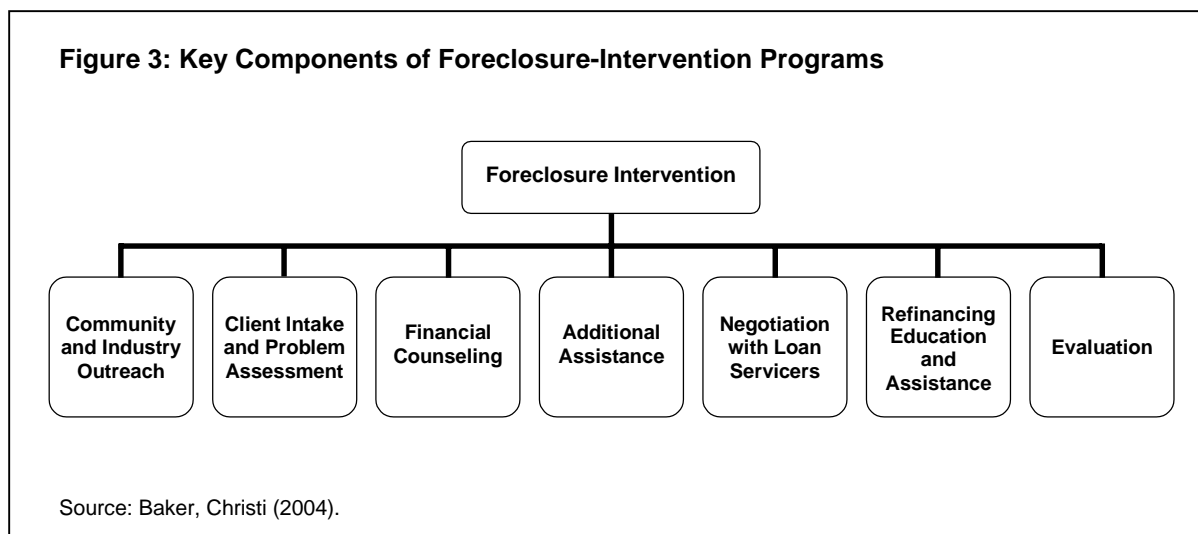 Figure 3: Key Components of Foreclosure-Intervention Programs
Foreclosure Intervention
Community
and Industry
Outreach
Client Intake
and Problem
Assessment
Financial
Counseling
Additional
Assistance
Negotiation
with Loan
Servicers
Refinancing
Education
and
Assistance
Evaluation
Source: Baker, Christi (2004).